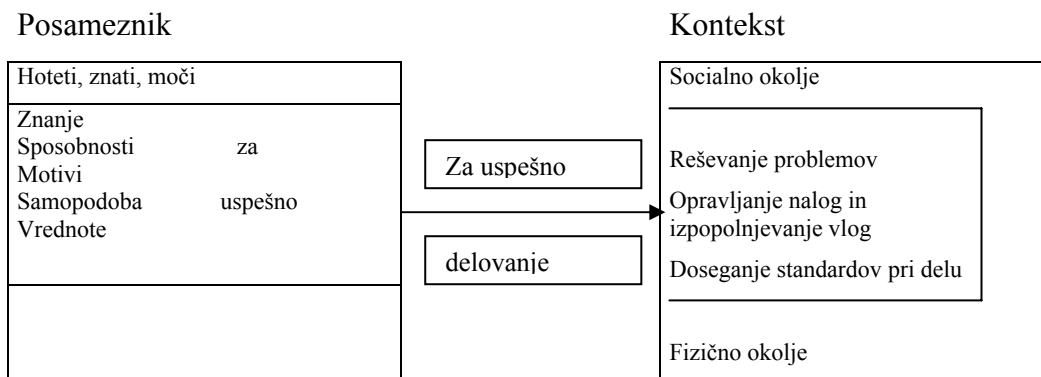 Posameznik
Kontekst
Hoteti, znati, moči
Znanje
Sposobnosti za
Motivi
Samopodoba uspešno
Vrednote
Za uspešno
delovanje
Socialno okolje
Reševanje problemov
Opravljanje nalog in
izpopolnjevanje vlog
Doseganje standardov pri delu
Fizično okolje